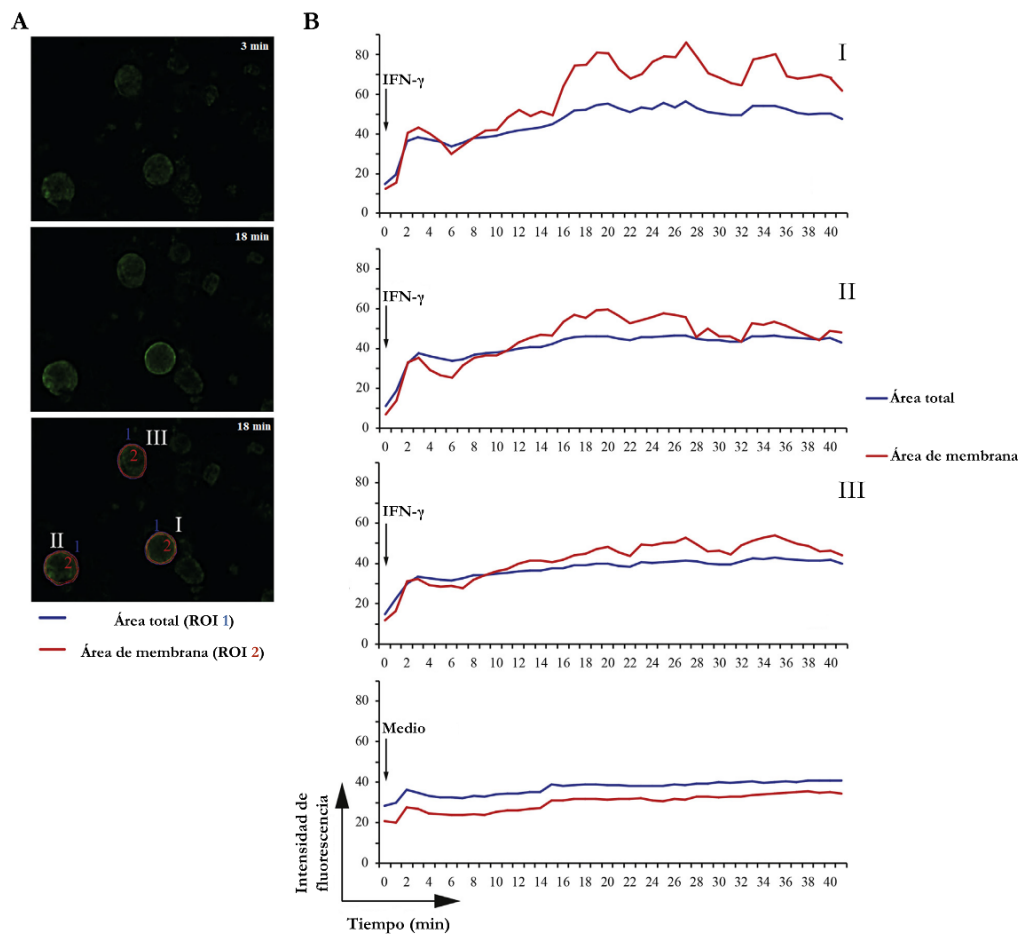 A
3 min
18 min
18 min
1
III
2
1
I
2
II
1
2
Área total (ROI 1)
Área de membrana (ROI 2)
B
I
80
60
40
20
0
IFN-γ
0 2 4 6 8 10 12 14 16 18 20 22 24 26 28 30 32 34 36 38 40
II
80
60
40
20
0
IFN-γ
0 2 4 6 8 10 12 14 16 18 20 22 24 26 28 30 32 34 36 38 40
Área total
Área de membrana
III
80
60
40
20
0
IFN-γ
0 2 4 6 8 10 12 14 16 18 20 22 24 26 28 30 32 34 36 38 40
80
60
40
20
0
Medio
0 2 4 6 8 10 12 14 16 18 20 22 24 26 28 30 32 34 36 38 40
Intensidad de
fluorescencia
Tiempo (min)